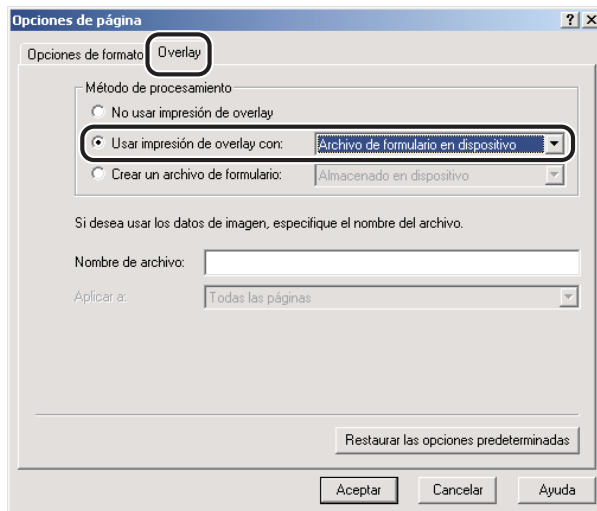 Opciones de página
Opciones de formato Overlay
Método de procesamiento
No usar impresión de overlay
Usar impresión de overlay con: Archivo de formulario en dispositivo
Crear un archivo de formulario: Almacenado en dispositivo
Si desea usar los datos de imagen, especifique el nombre del archivo.
Nombre de archivo:
Aplicar a: Todas las páginas
Restaurar las opciones predeterminadas
Aceptar Cancelar Ayuda